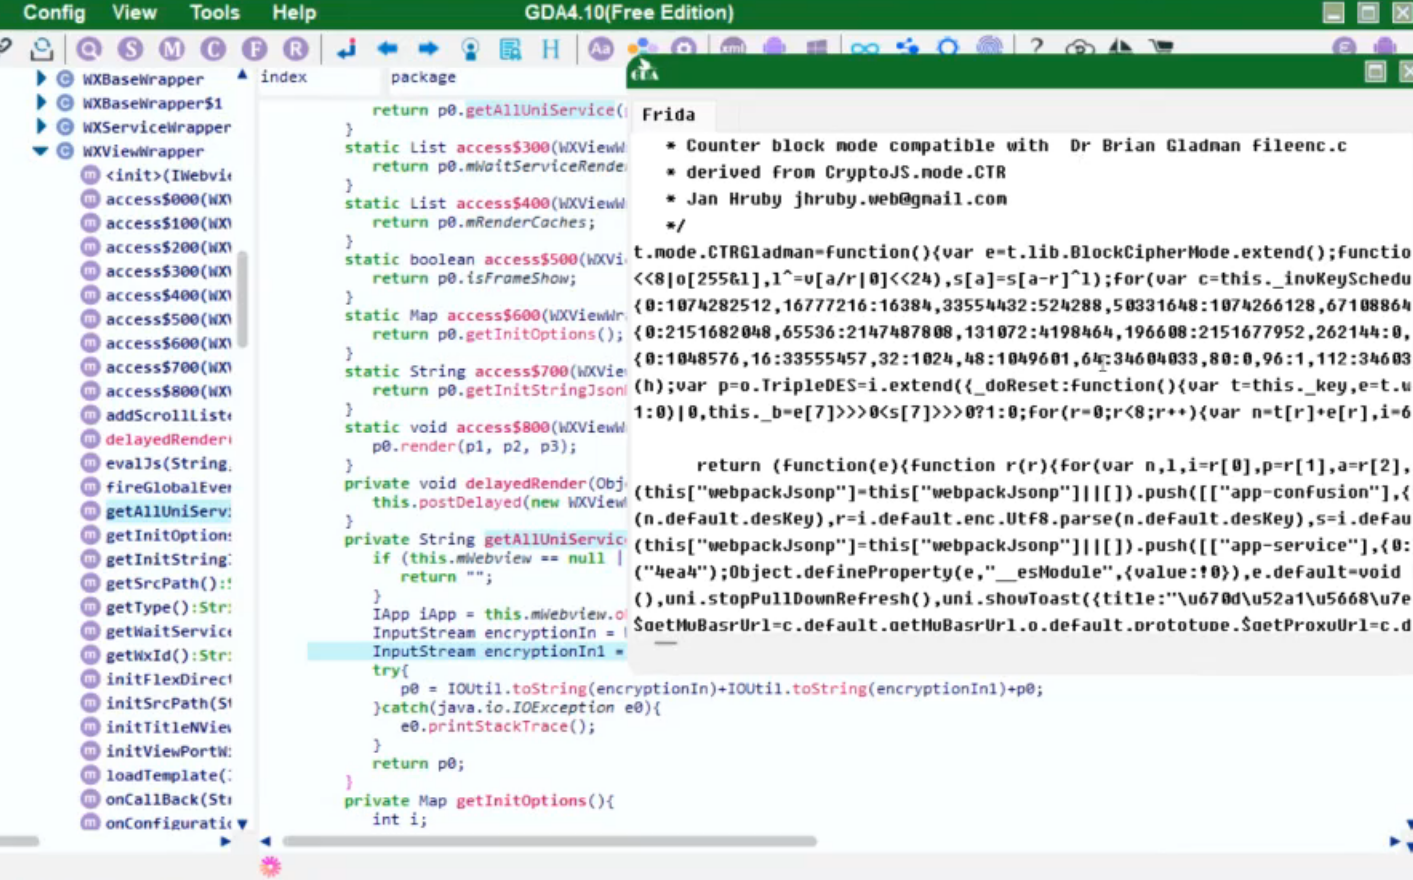 Config View Tools Help GDA4.10(Free Edition)
Q S M C F R H Aa xml ? E
WXBaseWrapper
WXBaseWrapper$1
WXServiceWrapper
WXViewWrapper
<init>(IWebvie
access$000(WX
access$100(WX
access$200(WX
access$300(WX
access$400(WX
access$500(WX
access$600(WX
access$700(WX
access$800(WX
addScrollListe
delayedRender(
evalJs(String,
fireGlobalEver
getAllUniServi
getInitOptions
getInitString
getSrcPath():S
getType():Stri
getWaitService
getWxId():Stri
initFlexDirect
initSrcPath(St
initTitleNView
initViewPortW
loadTemplate(
onCallBack(Str
onConfiguratio
index package
return p0.getAllUniService(
}
static List access$300(WXViewW
return p0.mWaitServiceRende
}
static List access$400(WXViewW
return p0.mRenderCaches;
}
static boolean access$500(WXVi
return p0.isFrameShow;
}
static Map access$600(WXViewWr
return p0.getInitOptions();
}
static String access$700(WXVie
return p0.getInitStringJson
}
static void access$800(WXViewW
p0.render(p1, p2, p3);
}
private void delayedRender(Obj
this.postDelayed(new WXView
}
private String getAllUniService
if (this.mWebview == null |
return "";
}
IApp iApp = this.mWebview.o
InputStream encryptionIn =
InputStream encryptionIn1 =
try{
p0 = IOUtil.toString(encryptionIn)+IOUtil.toString(encryptionIn1)+p0;
}catch(java.io.IOException e0){
e0.printStackTrace();
}
return p0;
}
private Map getInitOptions(){
int i;
GDA
Frida
* Counter block mode compatible with  Dr Brian Gladman fileenc.c
* derived from CryptoJS.mode.CTR
* Jan Hruby jhruby.web@gmail.com
*/
t.mode.CTRGladman=function(){var e=t.lib.BlockCipherMode.extend();functio
<<8|o[255&l],l^=v[a/r|0]<<24),s[a]=s[a-r]^l);for(var c=this._invKeySchedu
{0:1074282512,16777216:16384,33554432:524288,50331648:1074266128,67108864
{0:2151682048,65536:2147487808,131072:4198464,196608:2151677952,262144:0,
{0:1048576,16:33555457,32:1024,48:1049601,64:34604033,80:0,96:1,112:34603
(h);var p=o.TripleDES=i.extend({_doReset:function(){var t=this._key,e=t.w
1:0)|0,this._b=e[7]>>>0<s[7]>>>0?1:0;for(r=0;r<8;r++){var n=t[r]+e[r],i=6
return (function(e){function r(r){for(var n,l,i=r[0],p=r[1],a=r[2],
(this["webpackJsonp"]=this["webpackJsonp"]||[]).push([["app-confusion"],{
(n.default.desKey),r=i.default.enc.Utf8.parse(n.default.desKey),s=i.defau
(this["webpackJsonp"]=this["webpackJsonp"]||[]).push([["app-service"],{0:
("4ea4");Object.defineProperty(e,"__esModule",{value:!0}),e.default=void
(),uni.stopPullDownRefresh(),uni.showToast({title:"\u670d\u52a1\u5668\u7e
$getMyBasrUrl=c.default.getMyBasrUrl,o.default.prototype.$getProxyUrl=c.d